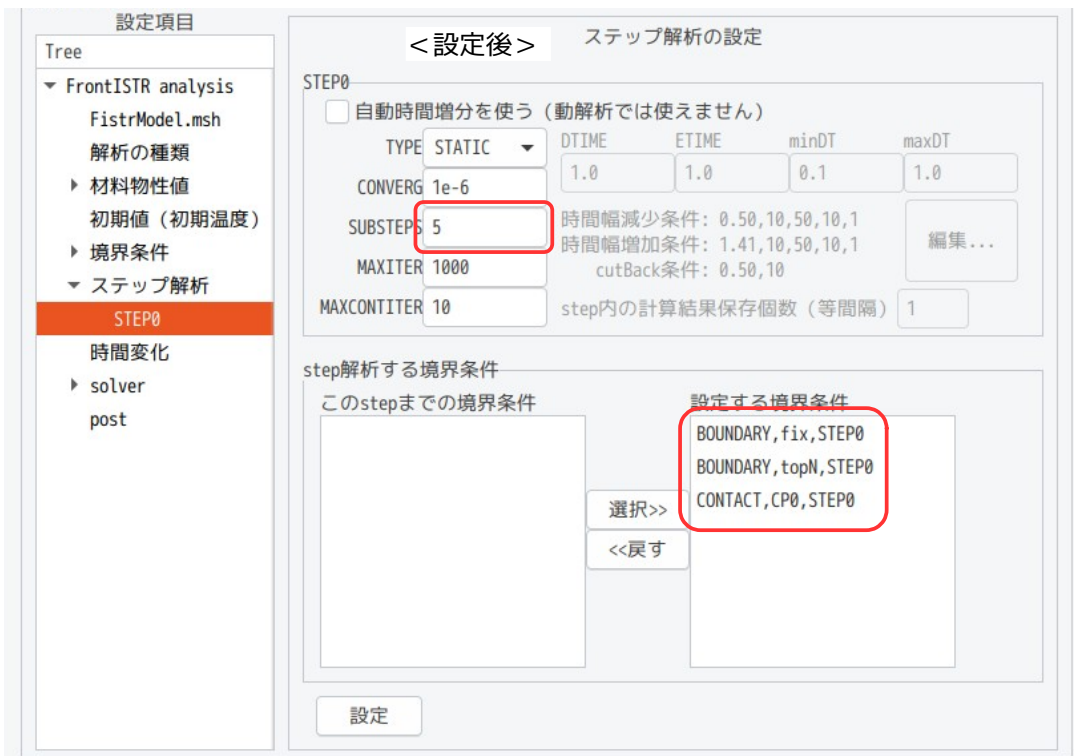 設定項目
Tree
FrontISTR analysis
FistrModel.msh
解析の種類
材料物性値
初期値（初期温度）
境界条件
ステップ解析
STEP0
時間変化
solver
post
＜設定後＞
ステップ解析の設定
STEP0
自動時間増分を使う（動解析では使えません）
TYPE STATIC
DTIME ETIME minDT maxDT
1.0 1.0 0.1 1.0
CONVERG 1e-6
SUBSTEPS 5
時間幅減少条件: 0.50,10,50,10,1
時間幅増加条件: 1.41,10,50,10,1
cutBack条件: 0.50,10
編集...
MAXITER 1000
MAXCONTITER 10
step内の計算結果保存個数（等間隔） 1
step解析する境界条件
このstepまでの境界条件
設定する境界条件
BOUNDARY,fix,STEP0
BOUNDARY,topN,STEP0
CONTACT,CP0,STEP0
選択>>
<<戻す
設定